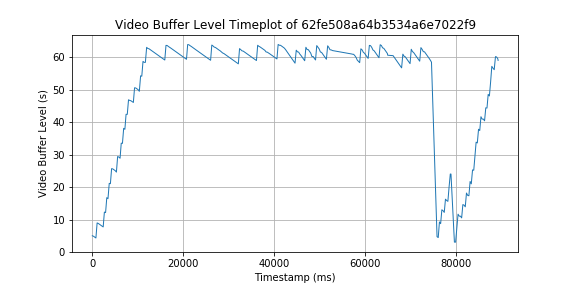 Video Buffer Level Timeplot of 62fe508a64b3534a6e7022f9
60
50
40
30
20
10
0
Video Buffer Level (s)
0 20000 40000 60000 80000
Timestamp (ms)